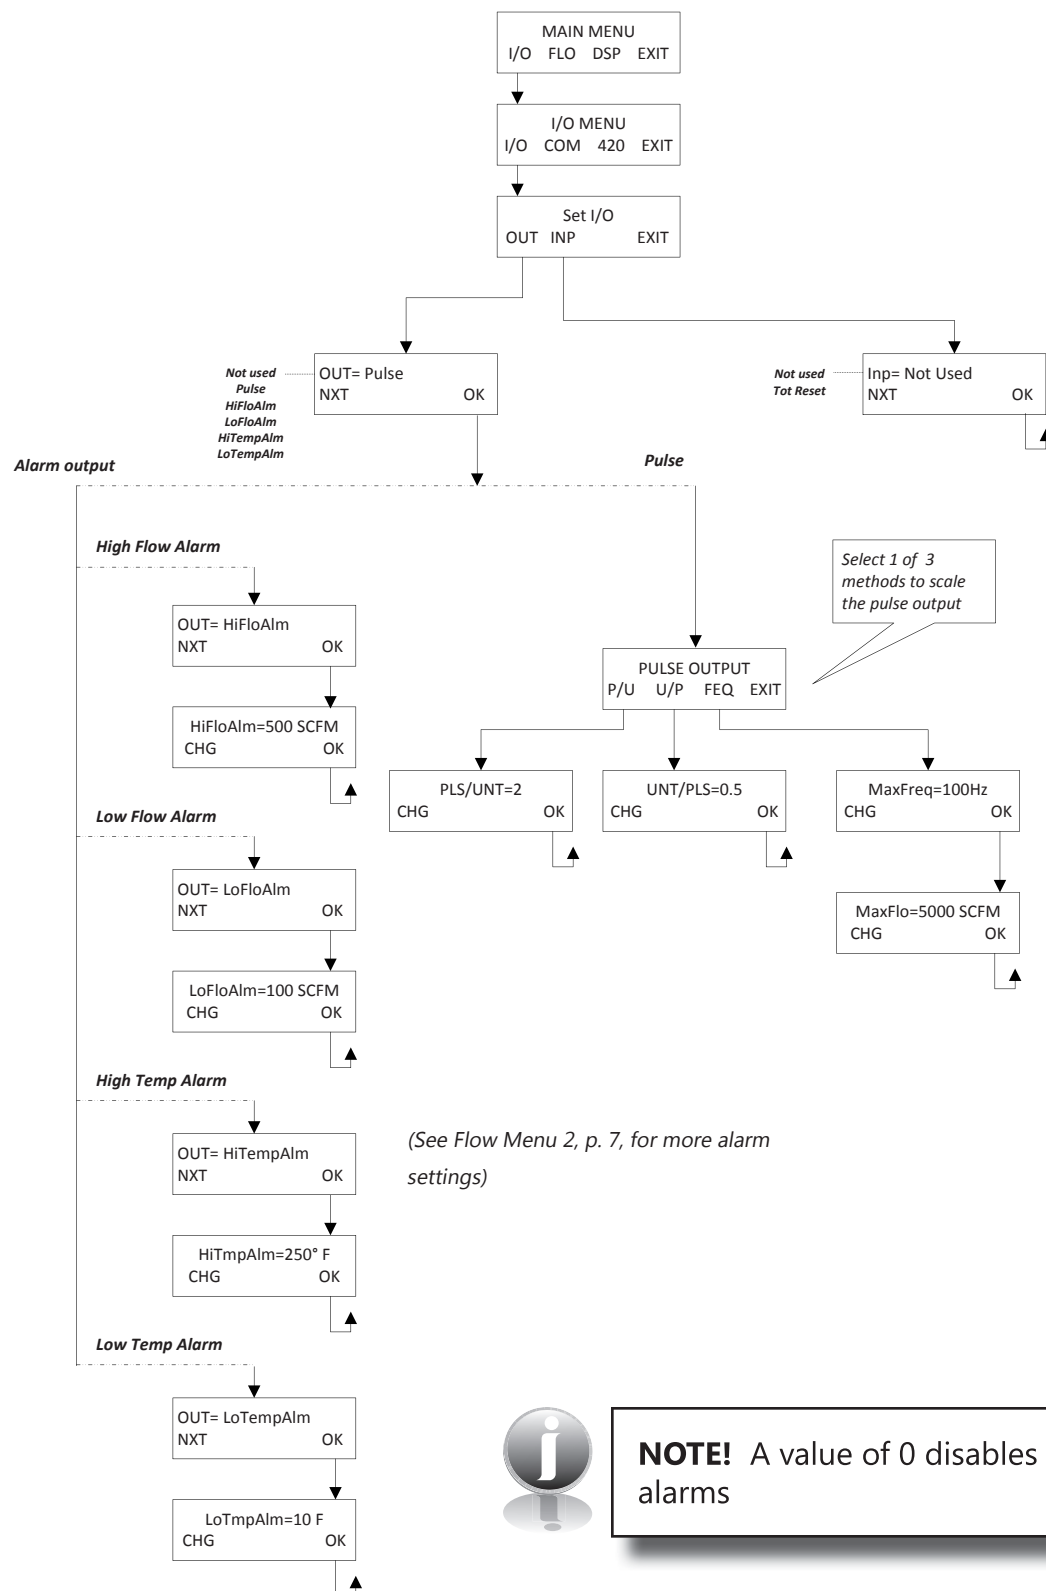 MAIN MENU
I/O FLO DSP EXIT
I/O MENU
I/O COM 420 EXIT
Set I/O
OUT INP EXIT
Not used
Pulse
HiFloAlm
LoFloAlm
HiTempAlm
LoTempAlm
OUT= Pulse
NXT OK
Not used
Tot Reset
Inp= Not Used
NXT OK
Alarm output
Pulse
High Flow Alarm
OUT= HiFloAlm
NXT OK
HiFloAlm=500 SCFM
CHG OK
Select 1 of 3
methods to scale
the pulse output
PULSE OUTPUT
P/U U/P FEQ EXIT
PLS/UNT=2
CHG OK
UNT/PLS=0.5
CHG OK
MaxFreq=100Hz
CHG OK
MaxFlo=5000 SCFM
CHG OK
Low Flow Alarm
OUT= LoFloAlm
NXT OK
LoFloAlm=100 SCFM
CHG OK
High Temp Alarm
OUT= HiTempAlm
NXT OK
HiTmpAlm=250° F
CHG OK
(See Flow Menu 2, p. 7, for more alarm
settings)
Low Temp Alarm
OUT= LoTempAlm
NXT OK
LoTmpAlm=10 F
CHG OK
i
NOTE! A value of 0 disables
alarms